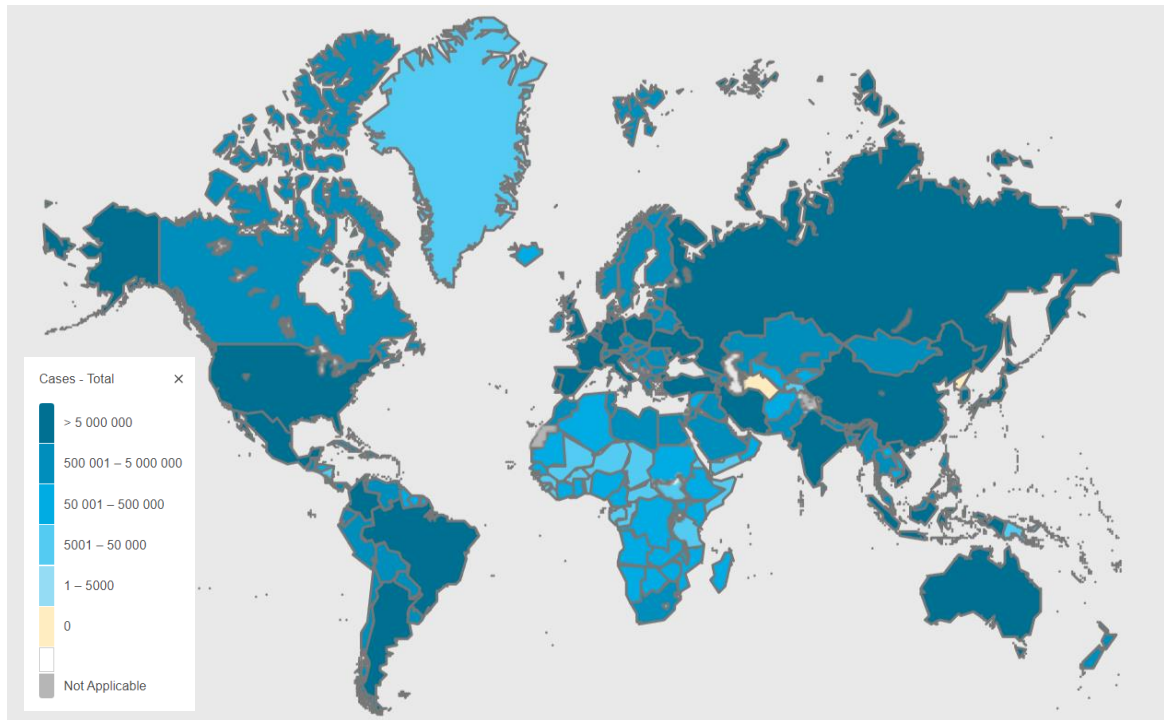 Cases - Total ×
> 5 000 000
500 001 – 5 000 000
50 001 – 500 000
5001 – 50 000
1 – 5000
0
Not Applicable